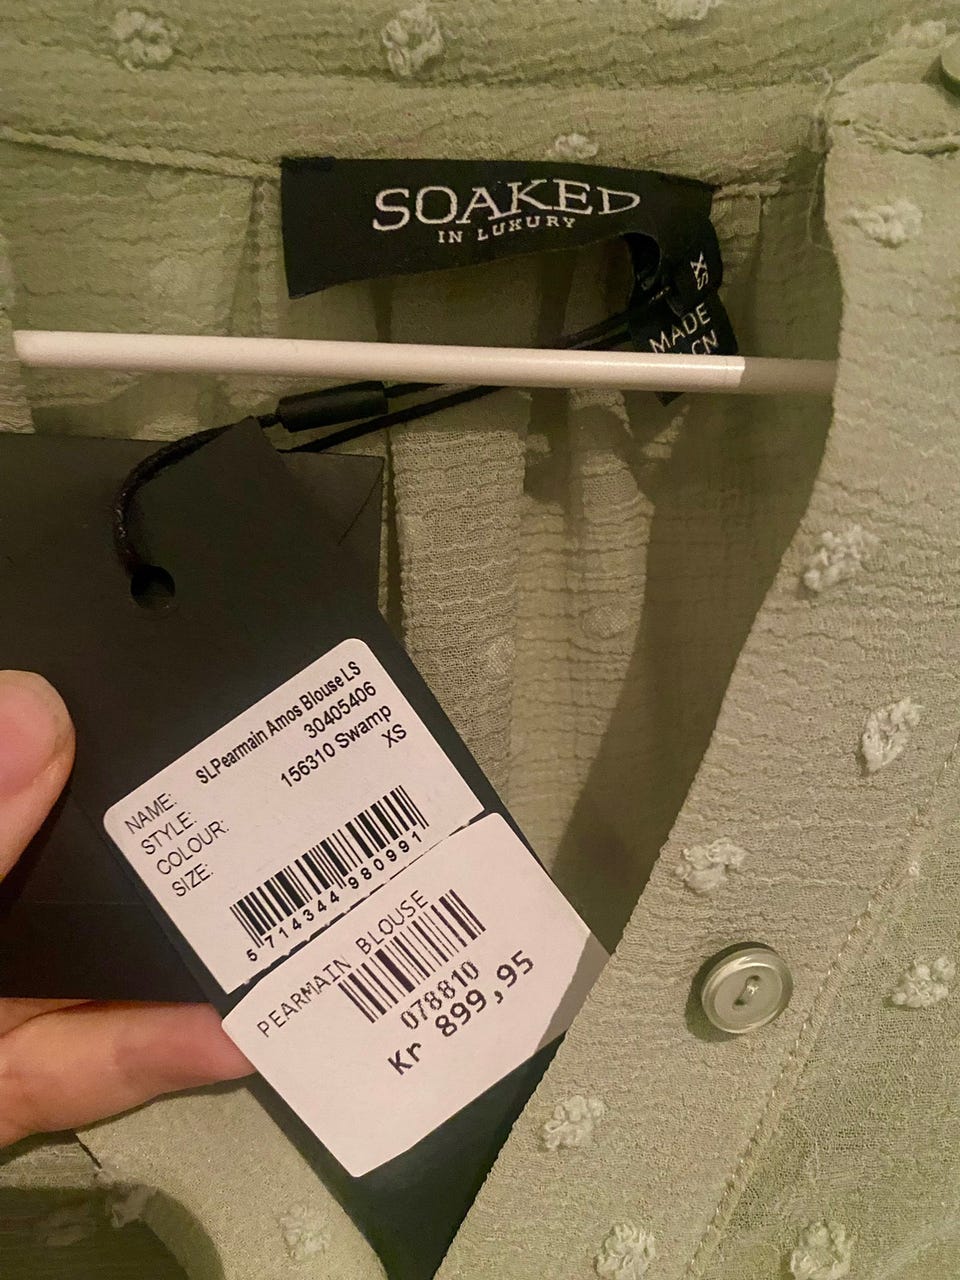 SOAKED
IN LUXURY
XS
MADE
CN
NAME: SLPearmain Amos Blouse LS
STYLE: 30405406
COLOUR: 156310 Swamp
SIZE: XS
5 714344 980991
PEARMAIN BLOUSE
078810
Kr 899,95